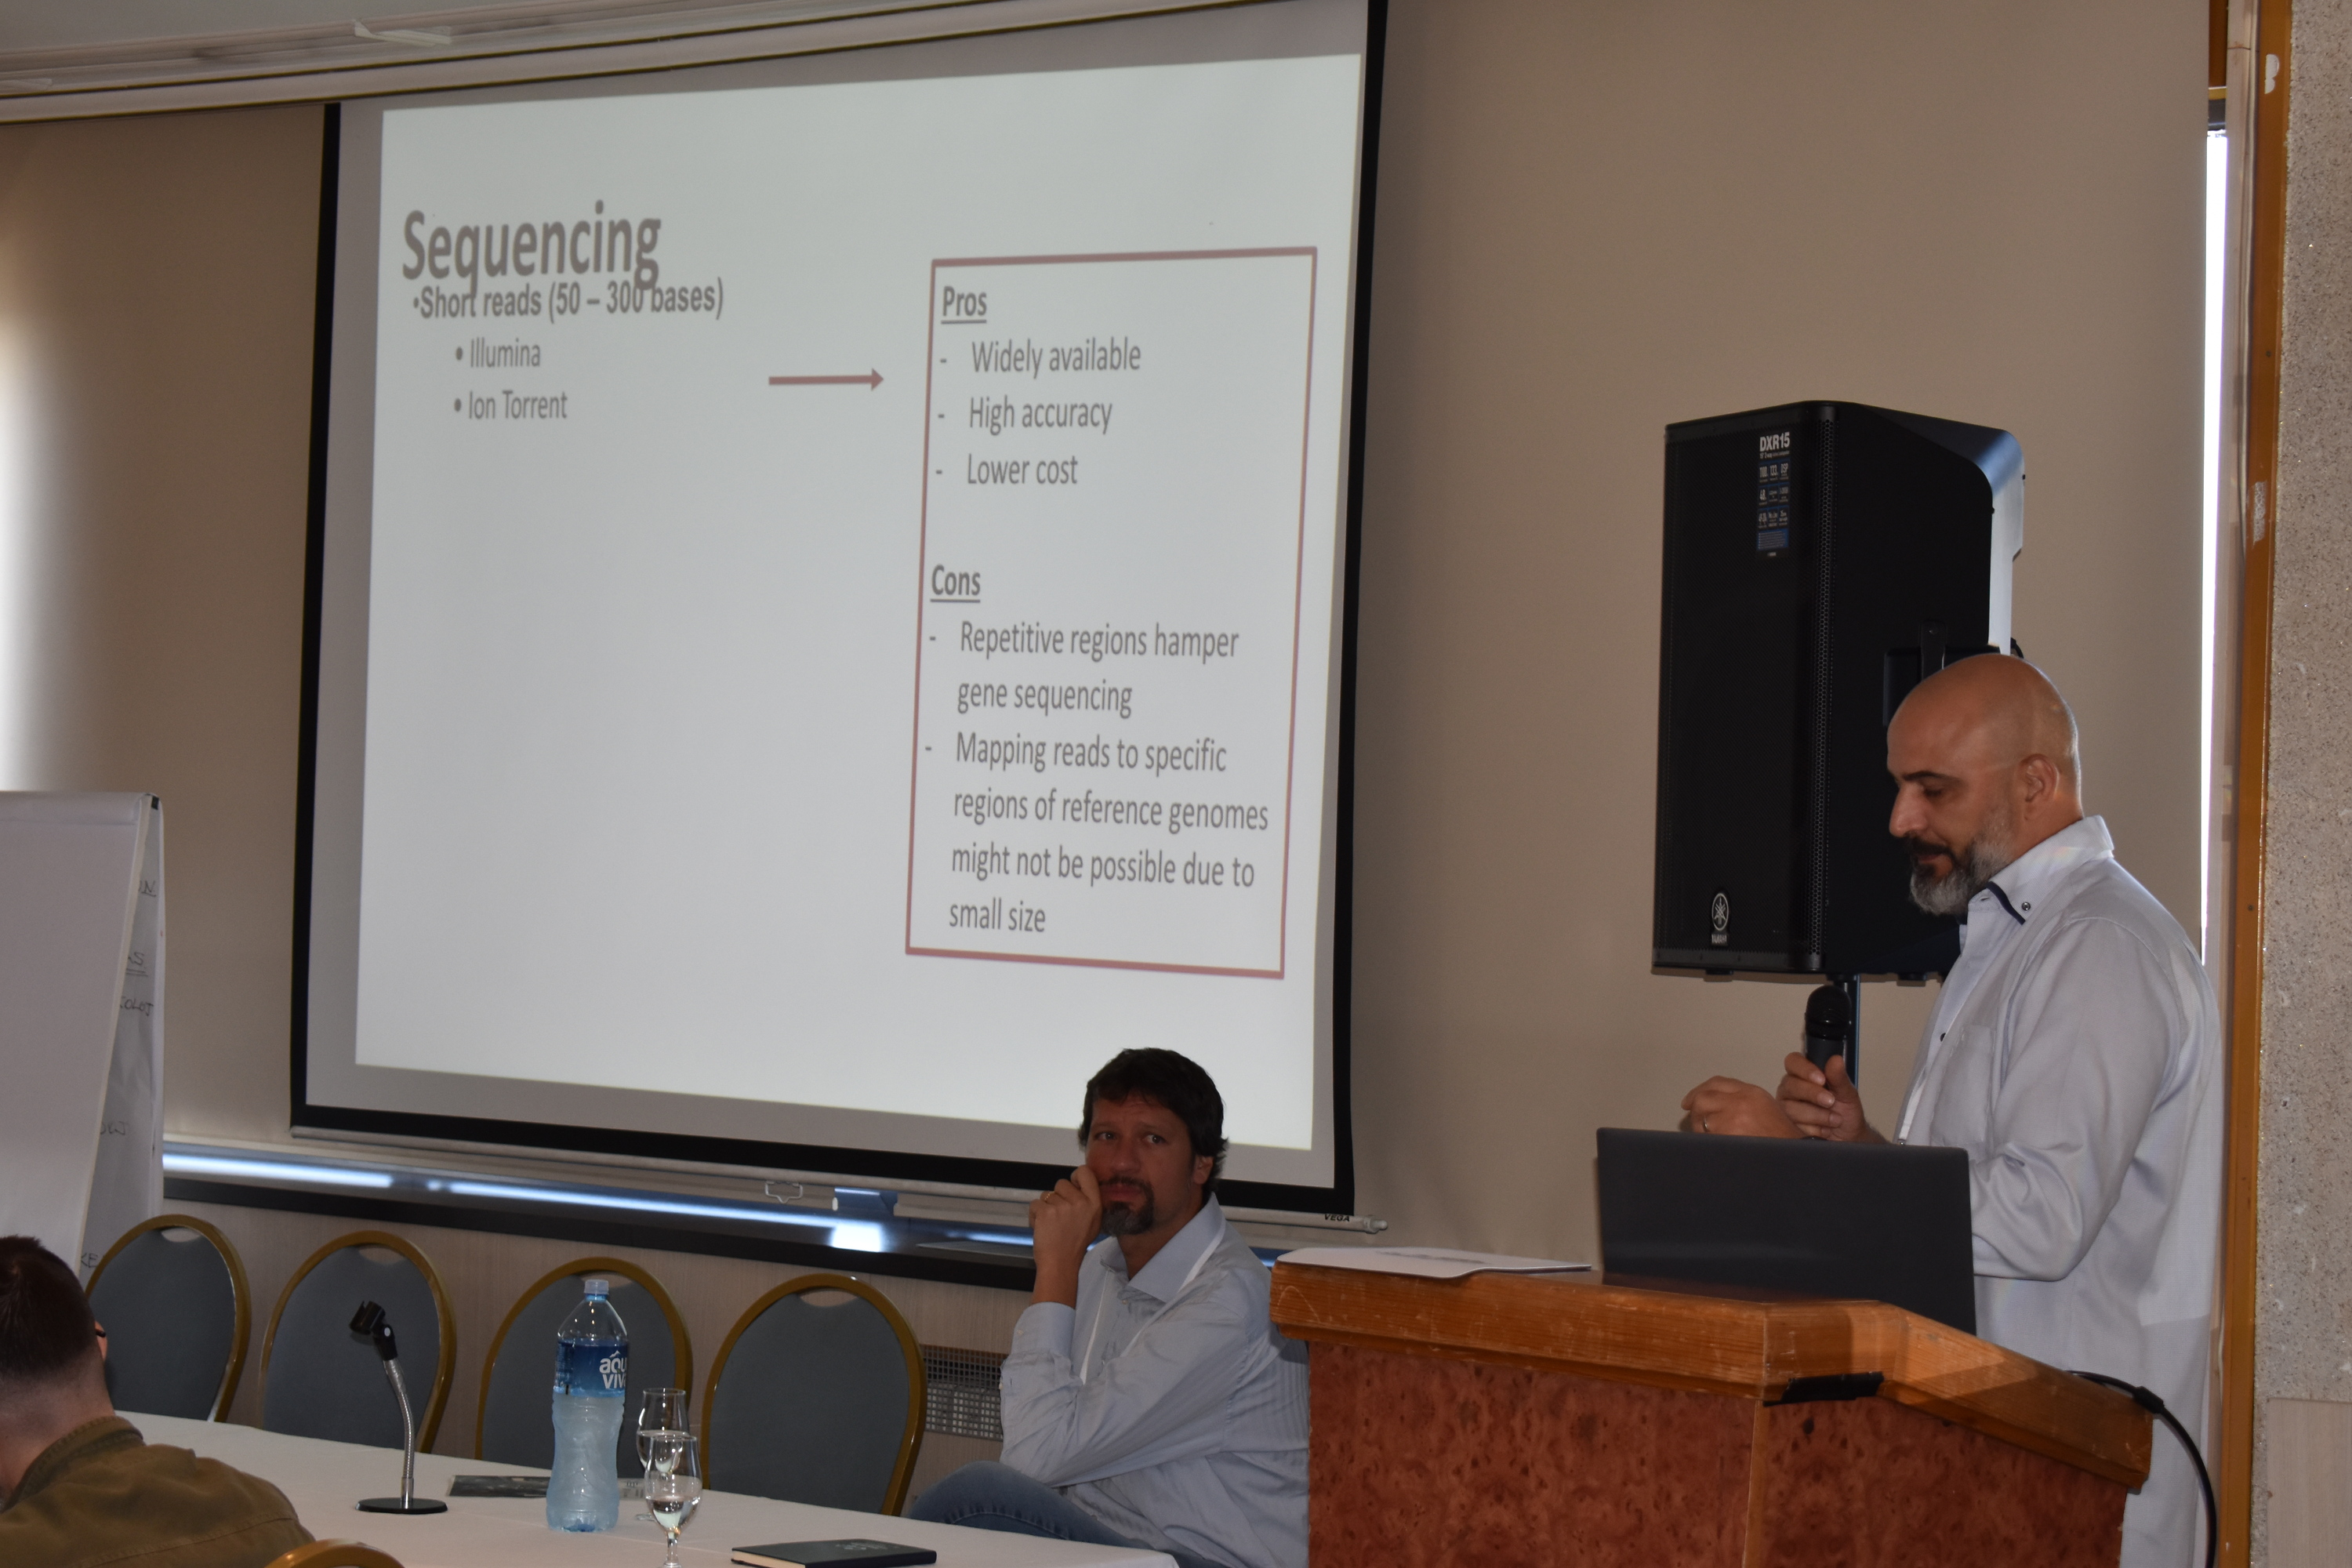 Sequencing
•Short reads (50 – 300 bases)
• Illumina
• Ion Torrent
Pros
- Widely available
- High accuracy
- Lower cost
Cons
- Repetitive regions hamper
gene sequencing
- Mapping reads to specific
regions of reference genomes
might not be possible due to
small size
DXR15
YAMAHA
VEGA